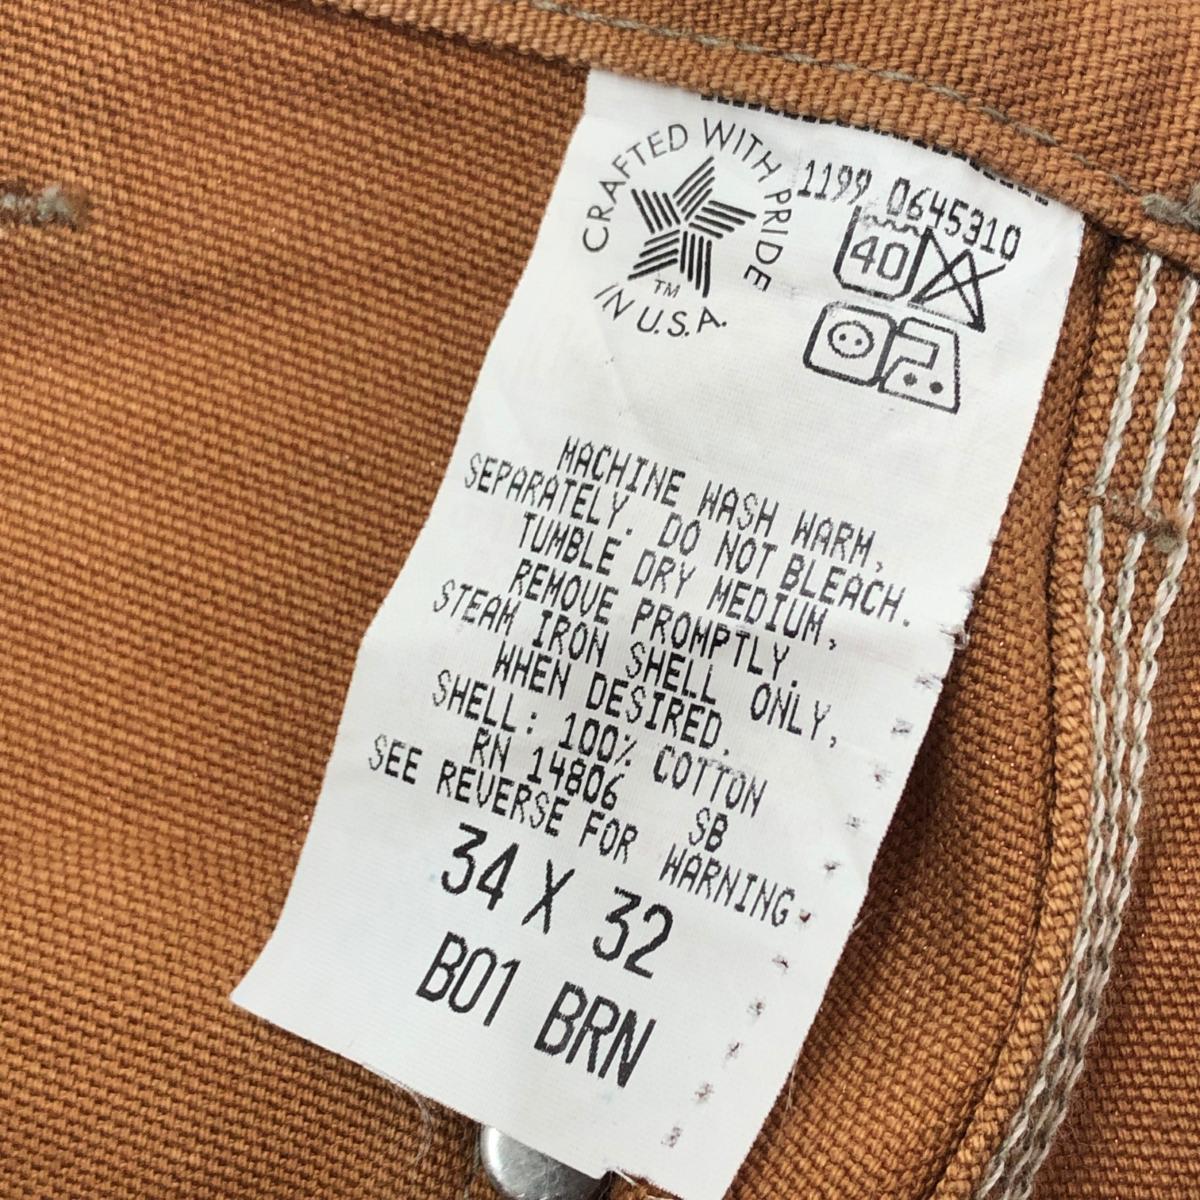 CRAFTED WITH PRIDE
IN U.S.A.
TM
1199 0645310
40
MACHINE WASH WARM,
SEPARATELY. DO NOT BLEACH.
TUMBLE DRY MEDIUM,
REMOVE PROMPTLY.
STEAM IRON SHELL ONLY,
WHEN DESIRED.
SHELL: 100% COTTON
RN 14806 SB
SEE REVERSE FOR WARNING
34 X 32
B01 BRN